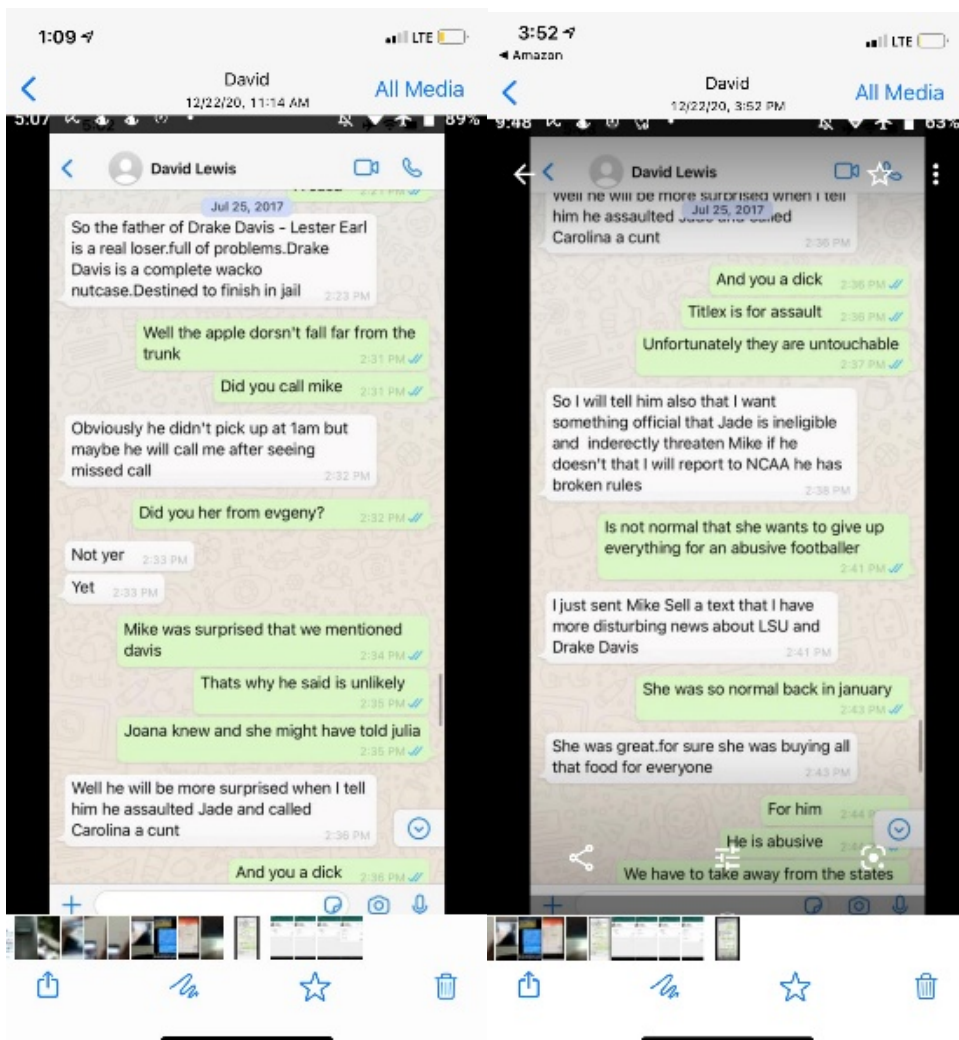 1:09
LTE
David
12/22/20, 11:14 AM
All Media
5:07
89%
David Lewis
2:21 PM
Jul 25, 2017
So the father of Drake Davis - Lester Earl
is a real loser.full of problems.Drake
Davis is a complete wacko
nutcase.Destined to finish in jail 2:23 PM
Well the apple dorsn't fall far from the
trunk 2:31 PM
Did you call mike 2:31 PM
Obviously he didn't pick up at 1am but
maybe he will call me after seeing
missed call 2:32 PM
Did you her from evgeny? 2:32 PM
Not yer 2:33 PM
Yet 2:33 PM
Mike was surprised that we mentioned
davis 2:34 PM
Thats why he said is unlikely
2:35 PM
Joana knew and she might have told julia
2:35 PM
Well he will be more surprised when I tell
him he assaulted Jade and called
Carolina a cunt 2:36 PM
And you a dick 2:36 PM
3:52
Amazon
LTE
David
12/22/20, 3:52 PM
All Media
9:48
63%
David Lewis
Well he will be more surprised when I tell
Jul 25, 2017
him he assaulted called
Carolina a cunt 2:36 PM
And you a dick 2:36 PM
Titlex is for assault 2:36 PM
Unfortunately they are untouchable
2:37 PM
So I will tell him also that I want
something official that Jade is ineligible
and inderectly threaten Mike if he
doesn't that I will report to NCAA he has
broken rules 2:38 PM
Is not normal that she wants to give up
everything for an abusive footballer
2:41 PM
I just sent Mike Sell a text that I have
more disturbing news about LSU and
Drake Davis 2:41 PM
She was so normal back in january
2:43 PM
She was great.for sure she was buying all
that food for everyone 2:43 PM
For him 2:44 P
He is abusive
We have to take away from the states